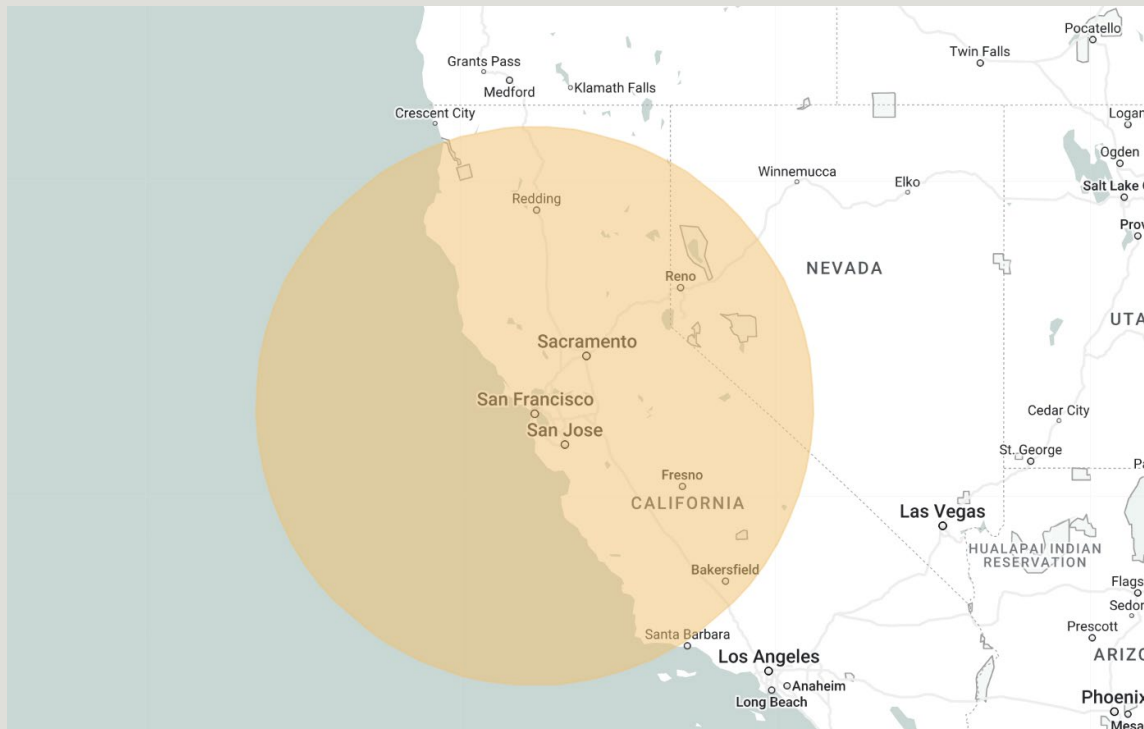 Pocatello
Twin Falls
Grants Pass
Medford
Klamath Falls
Crescent City
Logan
Ogden
Winnemucca
Elko
Salt Lake
Redding
NEVADA
Reno
UTA
Sacramento
San Francisco
San Jose
Cedar City
St. George
Fresno
CALIFORNIA
Las Vegas
HUALAPAI INDIAN
RESERVATION
Bakersfield
Flags
Sedor
Prescott
Santa Barbara
Los Angeles
ARIZO
Anaheim
Long Beach
Phoenix
Mesa